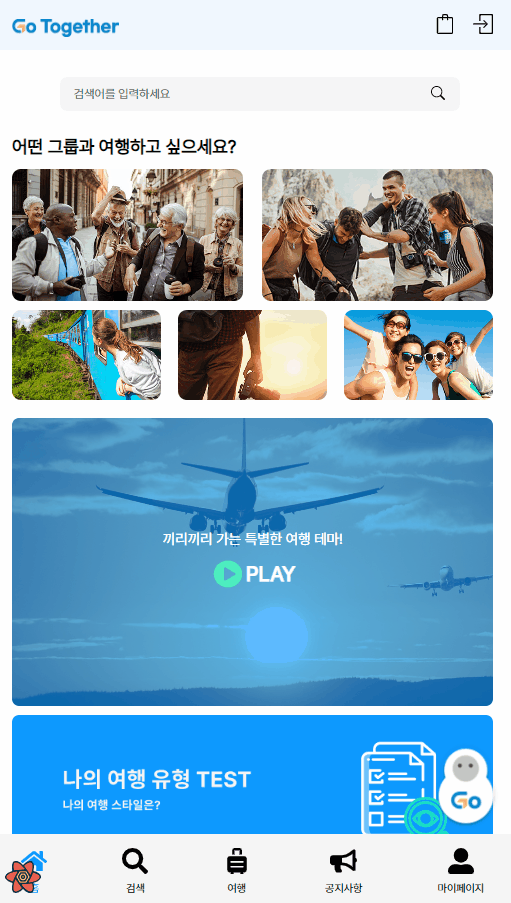 Go Together
검색어를 입력하세요
어떤 그룹과 여행하고 싶으세요?
끼리끼리 가는 특별한 여행 테마!
PLAY
나의 여행 유형 TEST
나의 여행 스타일은?
Go
검색
여행
공지사항
마이페이지